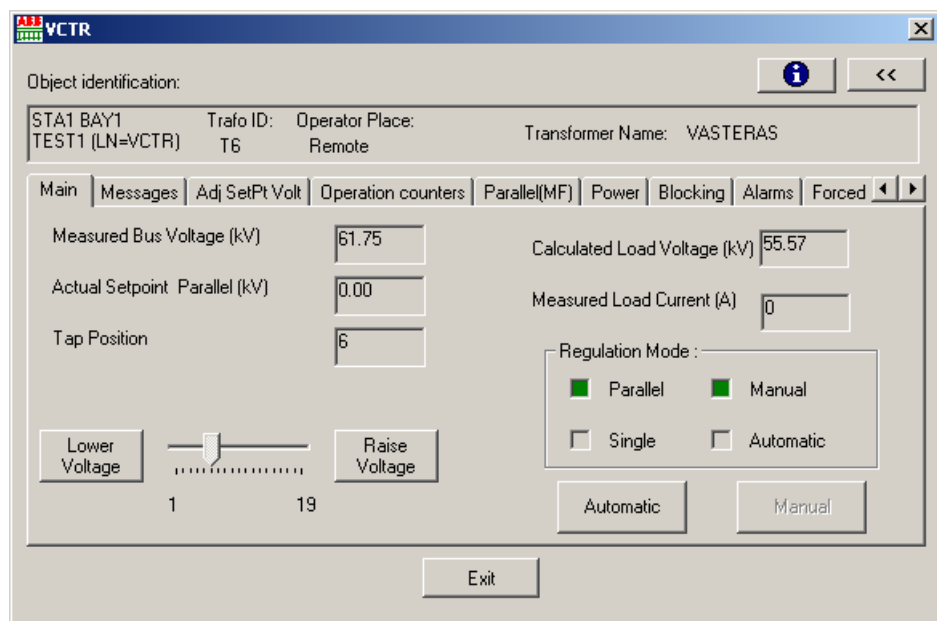 ABB VCTR
Object identification:
<<
STA1 BAY1
TEST1 (LN=VCTR)
Trafo ID:
T6
Operator Place:
Remote
Transformer Name: VASTERAS
Main Messages Adj SetPt Volt Operation counters Parallel(MF) Power Blocking Alarms Forced
Measured Bus Voltage (kV) 61.75
Calculated Load Voltage (kV) 55.57
Actual Setpoint Parallel (kV) 0.00
Measured Load Current (A) 0
Tap Position 6
Regulation Mode :
Parallel Manual
Single Automatic
Lower
Voltage
Raise
Voltage
1 19
Automatic Manual
Exit